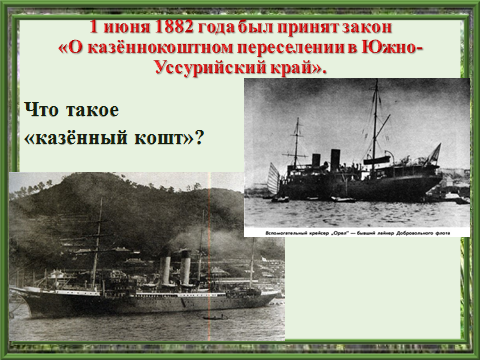 1 июня 1882 года был принят закон
«О казённокоштном переселении в Южно-
Уссурийский край».
Что такое
«казённый кошт»?
Вспомогательный крейсер „Орел" — бывший лайнер Добровольного флота